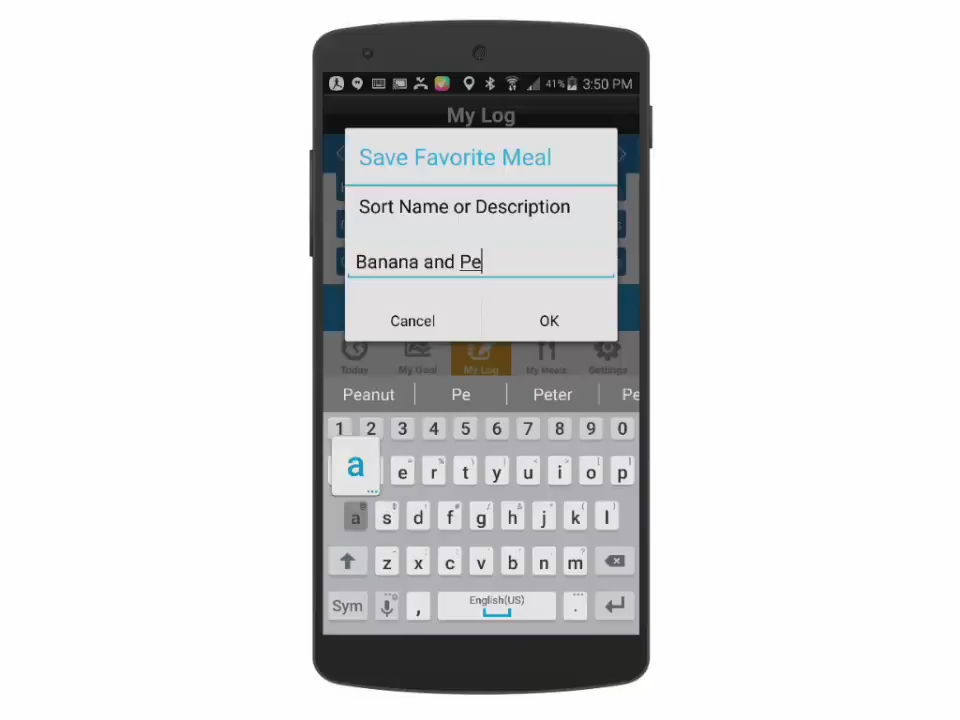 41% 3:50 PM
My Log
Save Favorite Meal
Sort Name or Description
Banana and Pe
Cancel OK
Today My Goal My Log My Meals Settings
Peanut Pe Peter Pe
1 2 3 4 5 6 7 8 9 0
a e r t y u i o p
a s d f g h j k l
z x c v b n m
Sym , English(US) .